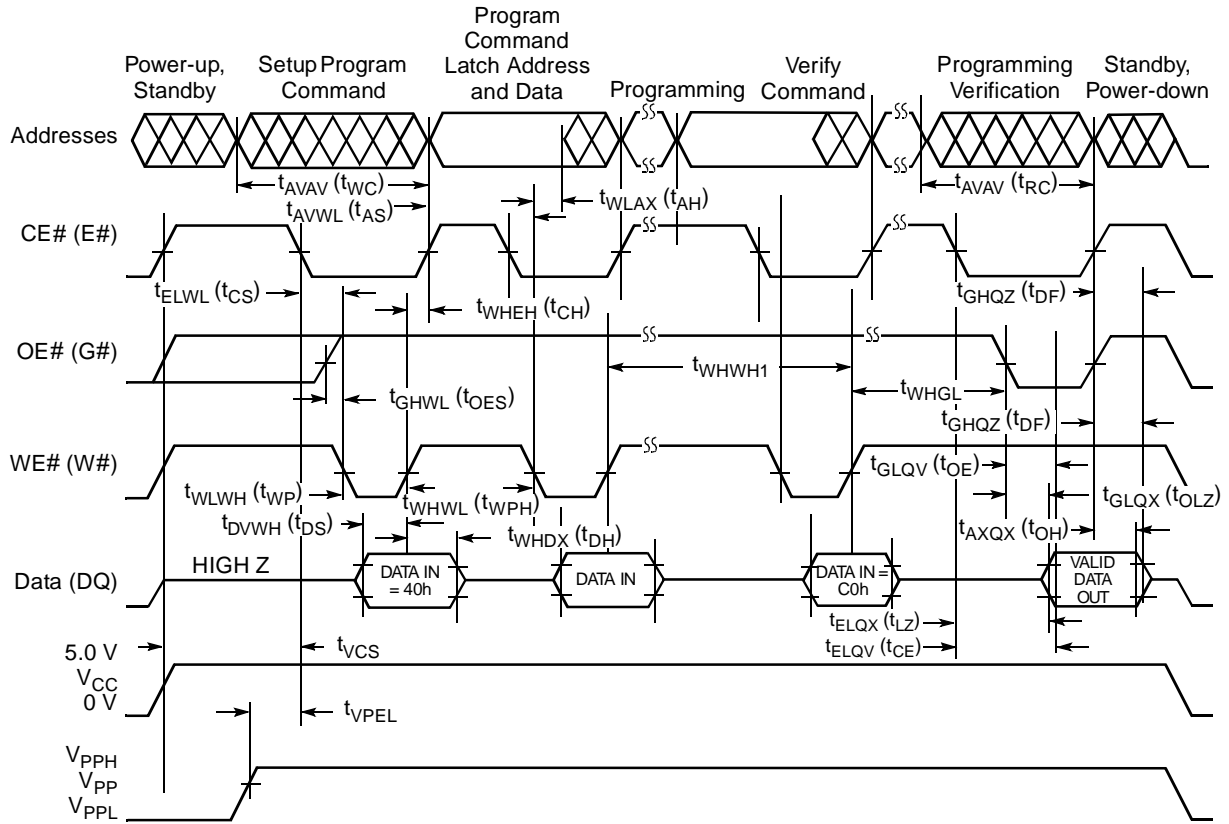 Power-up,
Standby
Setup Program
Command
Program
Command
Latch Address
and Data
Programming
Verify
Command
Programming
Verification
Standby,
Power-down
Addresses
tAVAV (tWC)
tAVWL (tAS)
tWLAX (tAH)
tAVAV (tRC)
CE# (E#)
tELWL (tCS)
tWHEH (tCH)
tGHQZ (tDF)
OE# (G#)
tWHWH1
tWHGL
tGHWL (tOES)
tGHQZ (tDF)
WE# (W#)
tGLQV (tOE)
tWLWH (tWP)
tWHWL (tWPH)
tGLQX (tOLZ)
tDVWH (tDS)
tWHDX (tDH)
tAXQX (tOH)
Data (DQ)
HIGH Z
DATA IN
= 40h
DATA IN
DATA IN =
C0h
VALID
DATA
OUT
tELQX (tLZ)
tELQV (tCE)
5.0 V
VCC
0 V
tVCS
tVPEL
VPPH
VPP
VPPL